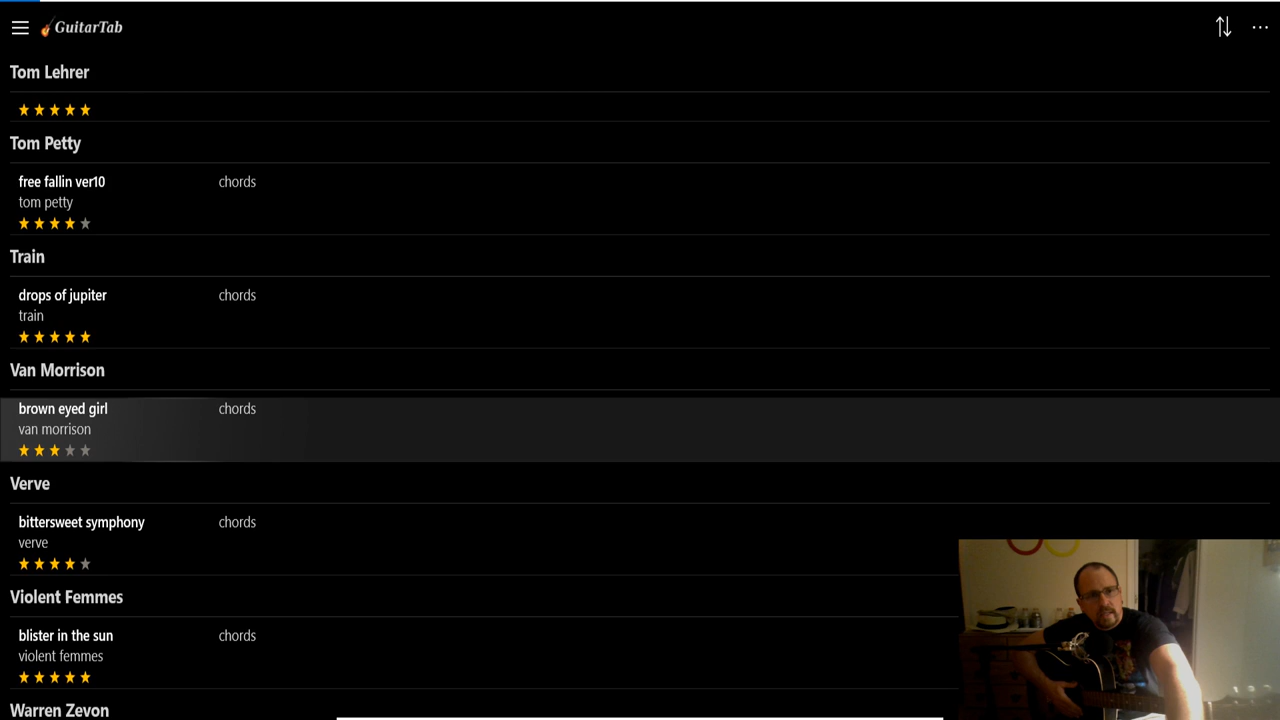 GuitarTab
Tom Lehrer
Tom Petty
free fallin ver10 chords
tom petty
Train
drops of jupiter chords
train
Van Morrison
brown eyed girl chords
van morrison
Verve
bittersweet symphony chords
verve
Violent Femmes
blister in the sun chords
violent femmes
Warren Zevon